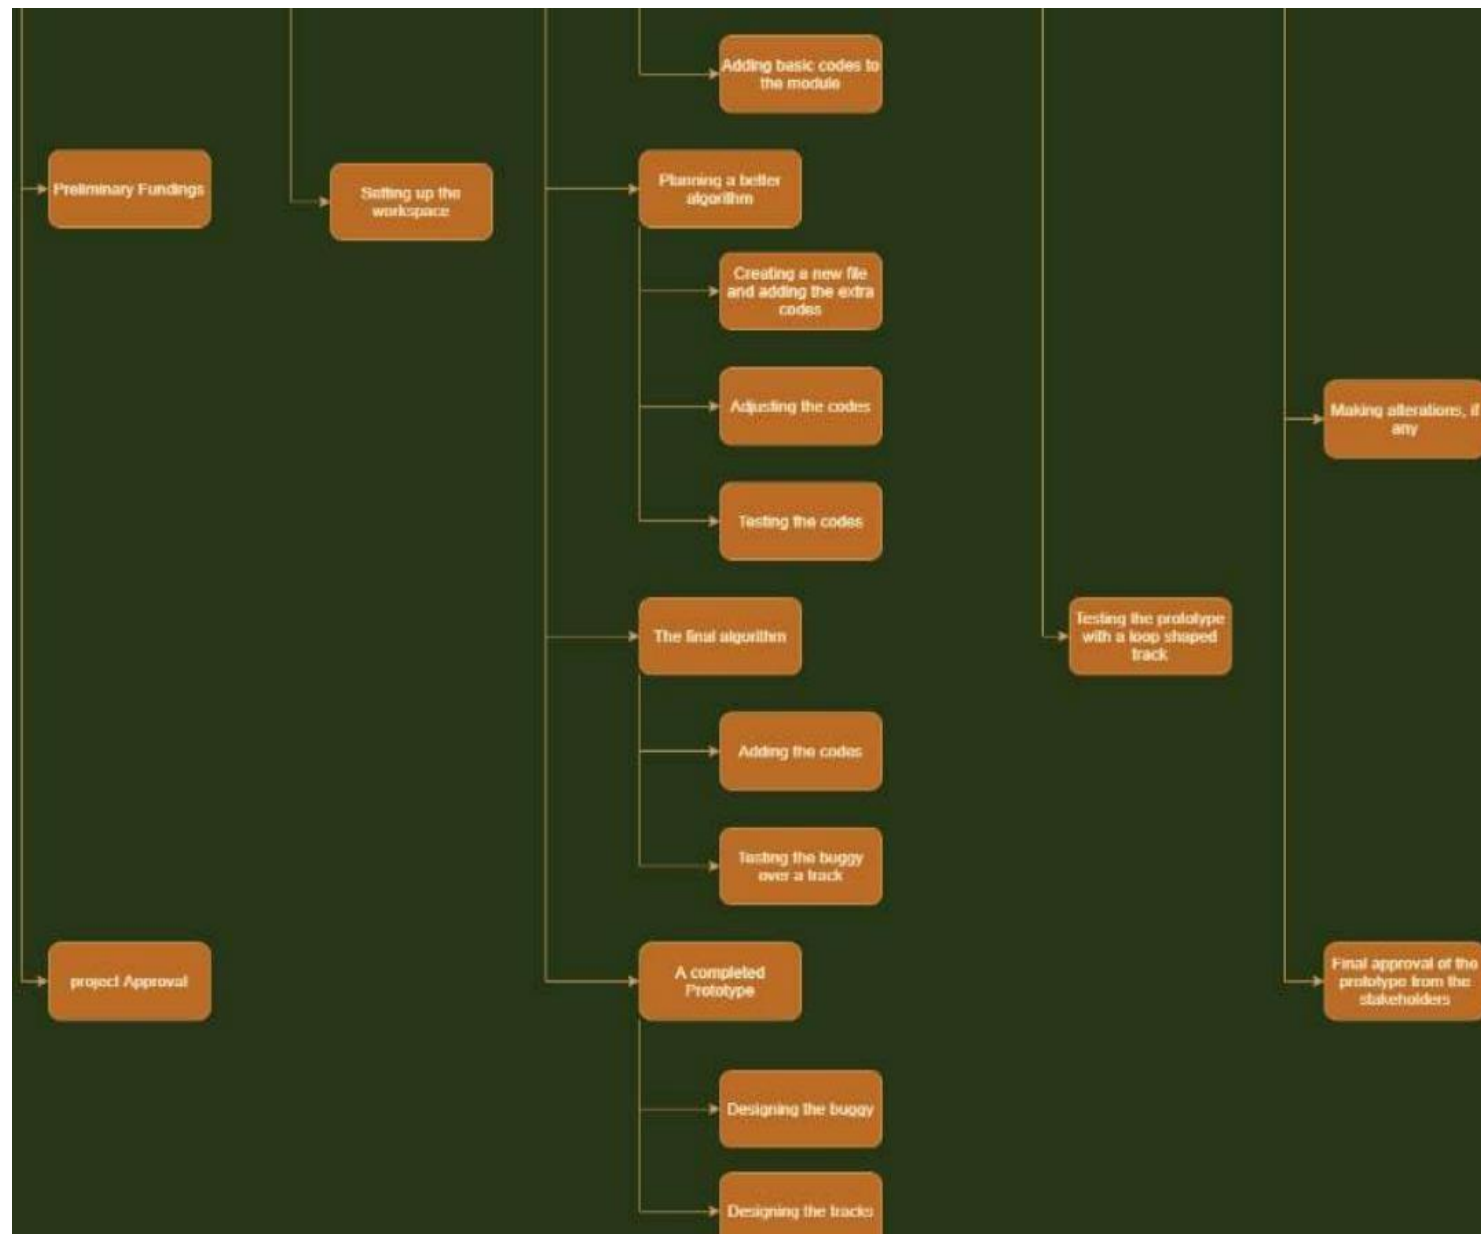 Adding basic codes to
the module
Preliminary Fundings
Setting up the
workspace
Planning a better
algorithm
Creating a new file
and adding the extra
codes
Adjusting the codes
Making alterations, if
any
Testing the codes
The final algorithm
Testing the prototype
with a loop shaped
track
Adding the codes
Testing the buggy
over a track
project Approval
A completed
Prototype
Final approval of the
prototype from the
stakeholders
Designing the buggy
Designing the tracks